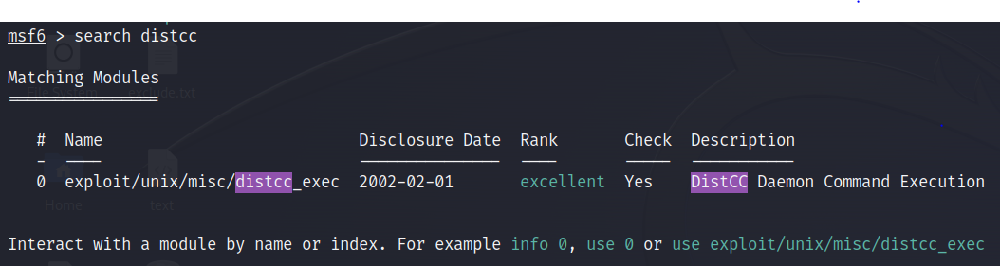 msf6 > search distcc
Matching Modules
================
# Name Disclosure Date Rank Check Description
- ---- --------------- ---- ----- -----------
0 exploit/unix/misc/distcc_exec 2002-02-01 excellent Yes DistCC Daemon Command Execution
Interact with a module by name or index. For example info 0, use 0 or use exploit/unix/misc/distcc_exec
Home
text